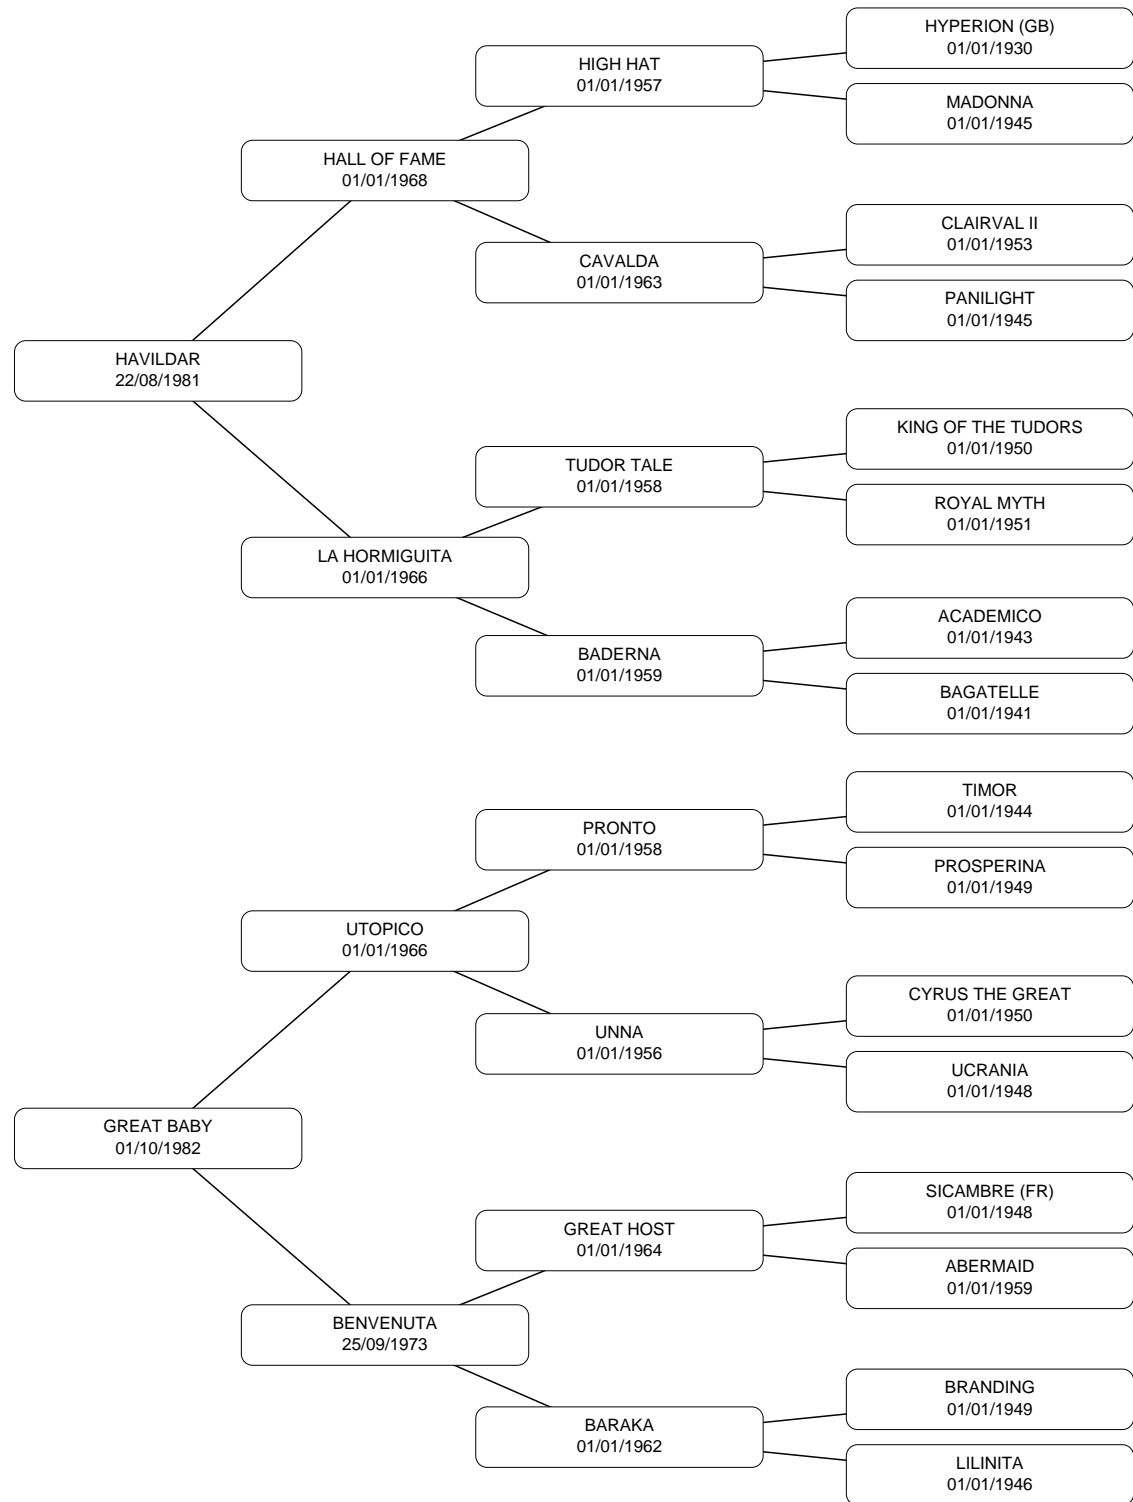 HYPERION (GB)
01/01/1930
HIGH HAT
01/01/1957
MADONNA
01/01/1945
HALL OF FAME
01/01/1968
CLAIRVAL II
01/01/1953
CAVALDA
01/01/1963
PANILIGHT
01/01/1945
HAVILDAR
22/08/1981
KING OF THE TUDORS
01/01/1950
TUDOR TALE
01/01/1958
ROYAL MYTH
01/01/1951
LA HORMIGUITA
01/01/1966
ACADEMICO
01/01/1943
BADERNA
01/01/1959
BAGATELLE
01/01/1941
TIMOR
01/01/1944
PRONTO
01/01/1958
PROSPERINA
01/01/1949
UTOPICO
01/01/1966
CYRUS THE GREAT
01/01/1950
UNNA
01/01/1956
UCRANIA
01/01/1948
GREAT BABY
01/10/1982
SICAMBRE (FR)
01/01/1948
GREAT HOST
01/01/1964
ABERMAID
01/01/1959
BENVENUTA
25/09/1973
BRANDING
01/01/1949
BARAKA
01/01/1962
LILINITA
01/01/1946